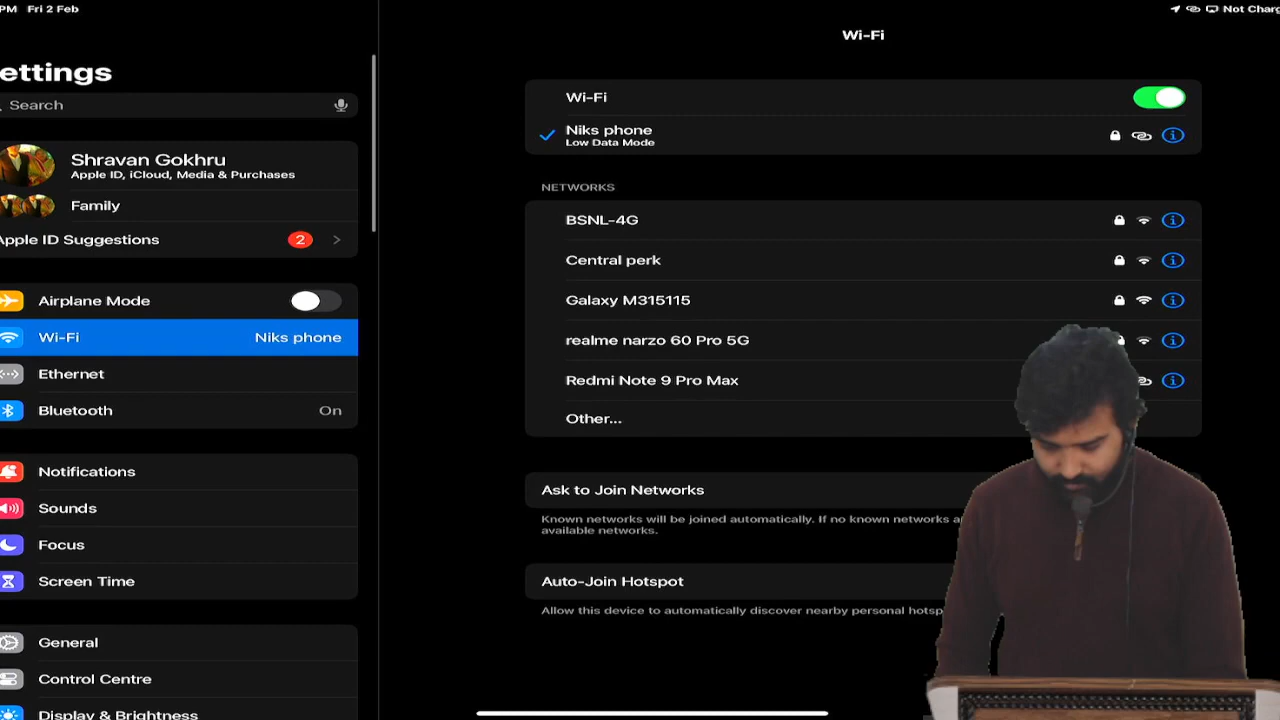 PM Fri 2 Feb
Not Charg
ettings
Search
Shravan Gokhru
Apple ID, iCloud, Media & Purchases
Family
Apple ID Suggestions
2
Airplane Mode
Wi-Fi
Niks phone
Ethernet
Bluetooth
On
Notifications
Sounds
Focus
Screen Time
General
Control Centre
Display & Brightness
Wi-Fi
Wi-Fi
Niks phone
Low Data Mode
NETWORKS
BSNL-4G
Central perk
Galaxy M315115
realme narzo 60 Pro 5G
Redmi Note 9 Pro Max
Other...
Ask to Join Networks
Known networks will be joined automatically. If no known networks a
available networks.
Auto-Join Hotspot
Allow this device to automatically discover nearby personal hotsp